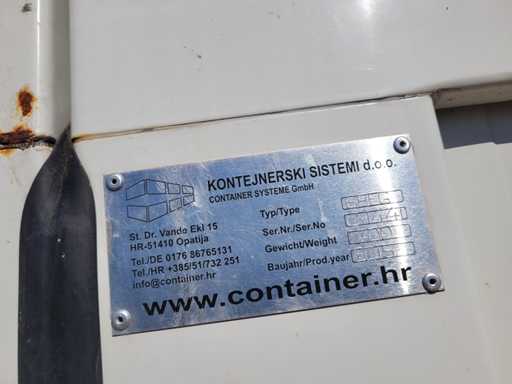 KONTEJNERSKI SISTEMI d.o.o.
CONTAINER SYSTEME GmbH
St. Dr. Vando Ekl 15
HR-51410 Opatija
Tel./DE 0176 86765131
Tel./HR +385/51/732 251
info@container.hr
Typ/Type
Ser.Nr./Ser.No
Gewicht/Weight
Baujahr/Prod.year
www.container.hr